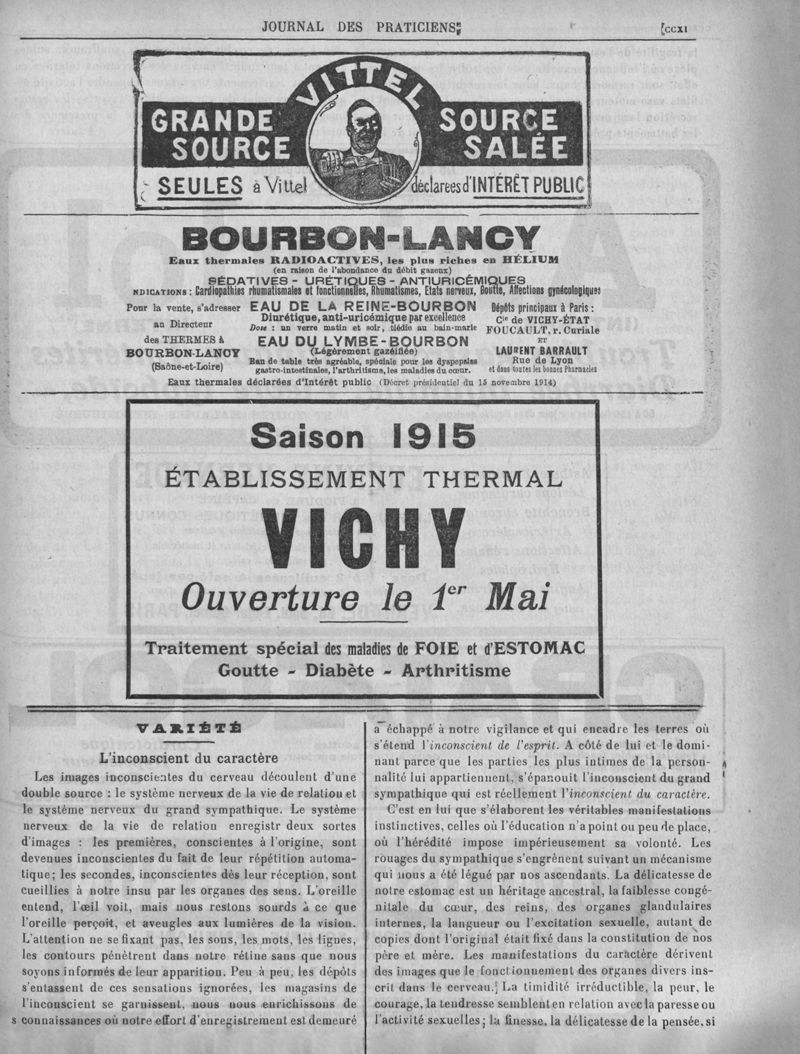 JOURNAL DES PRATICIENS
[CCXI
VITTEL
GRANDE SOURCE
SOURCE SALÉE
SEULES à Vittel déclarées d'INTÉRÊT PUBLIC
BOURBON-LANCY
Eaux thermales RADIOACTIVES, les plus riches en HÉLIUM
(en raison de l'abondance du débit gazeux)
SÉDATIVES - URÉTIQUES - ANTIURICÉMIQUES
NDICATIONS : Cardiopathies rhumatismales et fonctionnelles, Rhumatismes, Etats nerveux, Goutte, Affections gynécologiques
Pour la vente, s'adresser
au Directeur
des THERMES à
BOURBON-LANCY
(Saône-et-Loire)
EAU DE LA REINE-BOURBON
Diurétique, anti-uricémique par excellence
Dose : un verre matin et soir, tiédie au bain-marie
EAU DU LYMBE-BOURBON
(Légèrement gazéifiée)
Eau de table très agréable, spéciale pour les dyspepsies
gastro-intestinales, l'arthritisme, les maladies du cœur.
Dépôts principaux à Paris :
Cie de VICHY-ÉTAT
FOUCAULT, r. Curiale
ET
LAURENT BARRAULT
Rue de Lyon
et dans toutes les bonnes Pharmacies
Eaux thermales déclarées d'Intérêt public (Décret présidentiel du 15 novembre 1914)
Saison 1915
ÉTABLISSEMENT THERMAL
VICHY
Ouverture le 1er Mai
Traitement spécial des maladies de FOIE et d'ESTOMAC
Goutte - Diabète - Arthritisme
VARIÉTÉ
L'inconscient du caractère
Les images inconscientes du cerveau découlent d'une
double source : le système nerveux de la vie de relation et
le système nerveux du grand sympathique. Le système
nerveux de la vie de relation enregistr deux sortes
d'images : les premières, conscientes à l'origine, sont
devenues inconscientes du fait de leur répétition automa-
tique ; les secondes, inconscientes dès leur réception, sont
cueillies à notre insu par les organes des sens. L'oreille
entend, l'œil voit, mais nous restons sourds à ce que
l'oreille perçoit, et aveugles aux lumières de la vision.
L'attention ne se fixant pas, les sons, les mots, les lignes,
les contours pénètrent dans notre rétine sans que nous
soyons informés de leur apparition. Peu à peu, les dépôts
s'entassent de ces sensations ignorées, les magasins de
l'inconscient se garnissent, nous nous enrichissons de
s connaissances où notre effort d'enregistrement est demeuré
a échappé à notre vigilance et qui encadre les terres où
s'étend l'inconscient de l'esprit. A côté de lui et le domi-
nant parce que les parties les plus intimes de la person-
nalité lui appartiennent, s'épanouit l'inconscient du grand
sympathique qui est réellement l'inconscient du caractère.
C'est en lui que s'élaborent les véritables manifestations
instinctives, celles où l'éducation n'a point ou peu de place,
où l'hérédité impose impérieusement sa volonté. Les
rouages du sympathique s'engrènent suivant un mécanisme
qui nous a été légué par nos ascendants. La délicatesse de
notre estomac est un héritage ancestral, la faiblesse congé-
nitale du cœur, des reins, des organes glandulaires
internes, la langueur ou l'excitation sexuelle, autant de
copies dont l'original était fixé dans la constitution de nos
père et mère. Les manifestations du caractère dérivent
des images que le fonctionnement des organes divers ins-
crit dans le cerveau. La timidité irréductible, la peur, le
courage, la tendresse semblent en relation avec la paresse ou
l'activité sexuelles ; la finesse, la délicatesse de la pensée, si